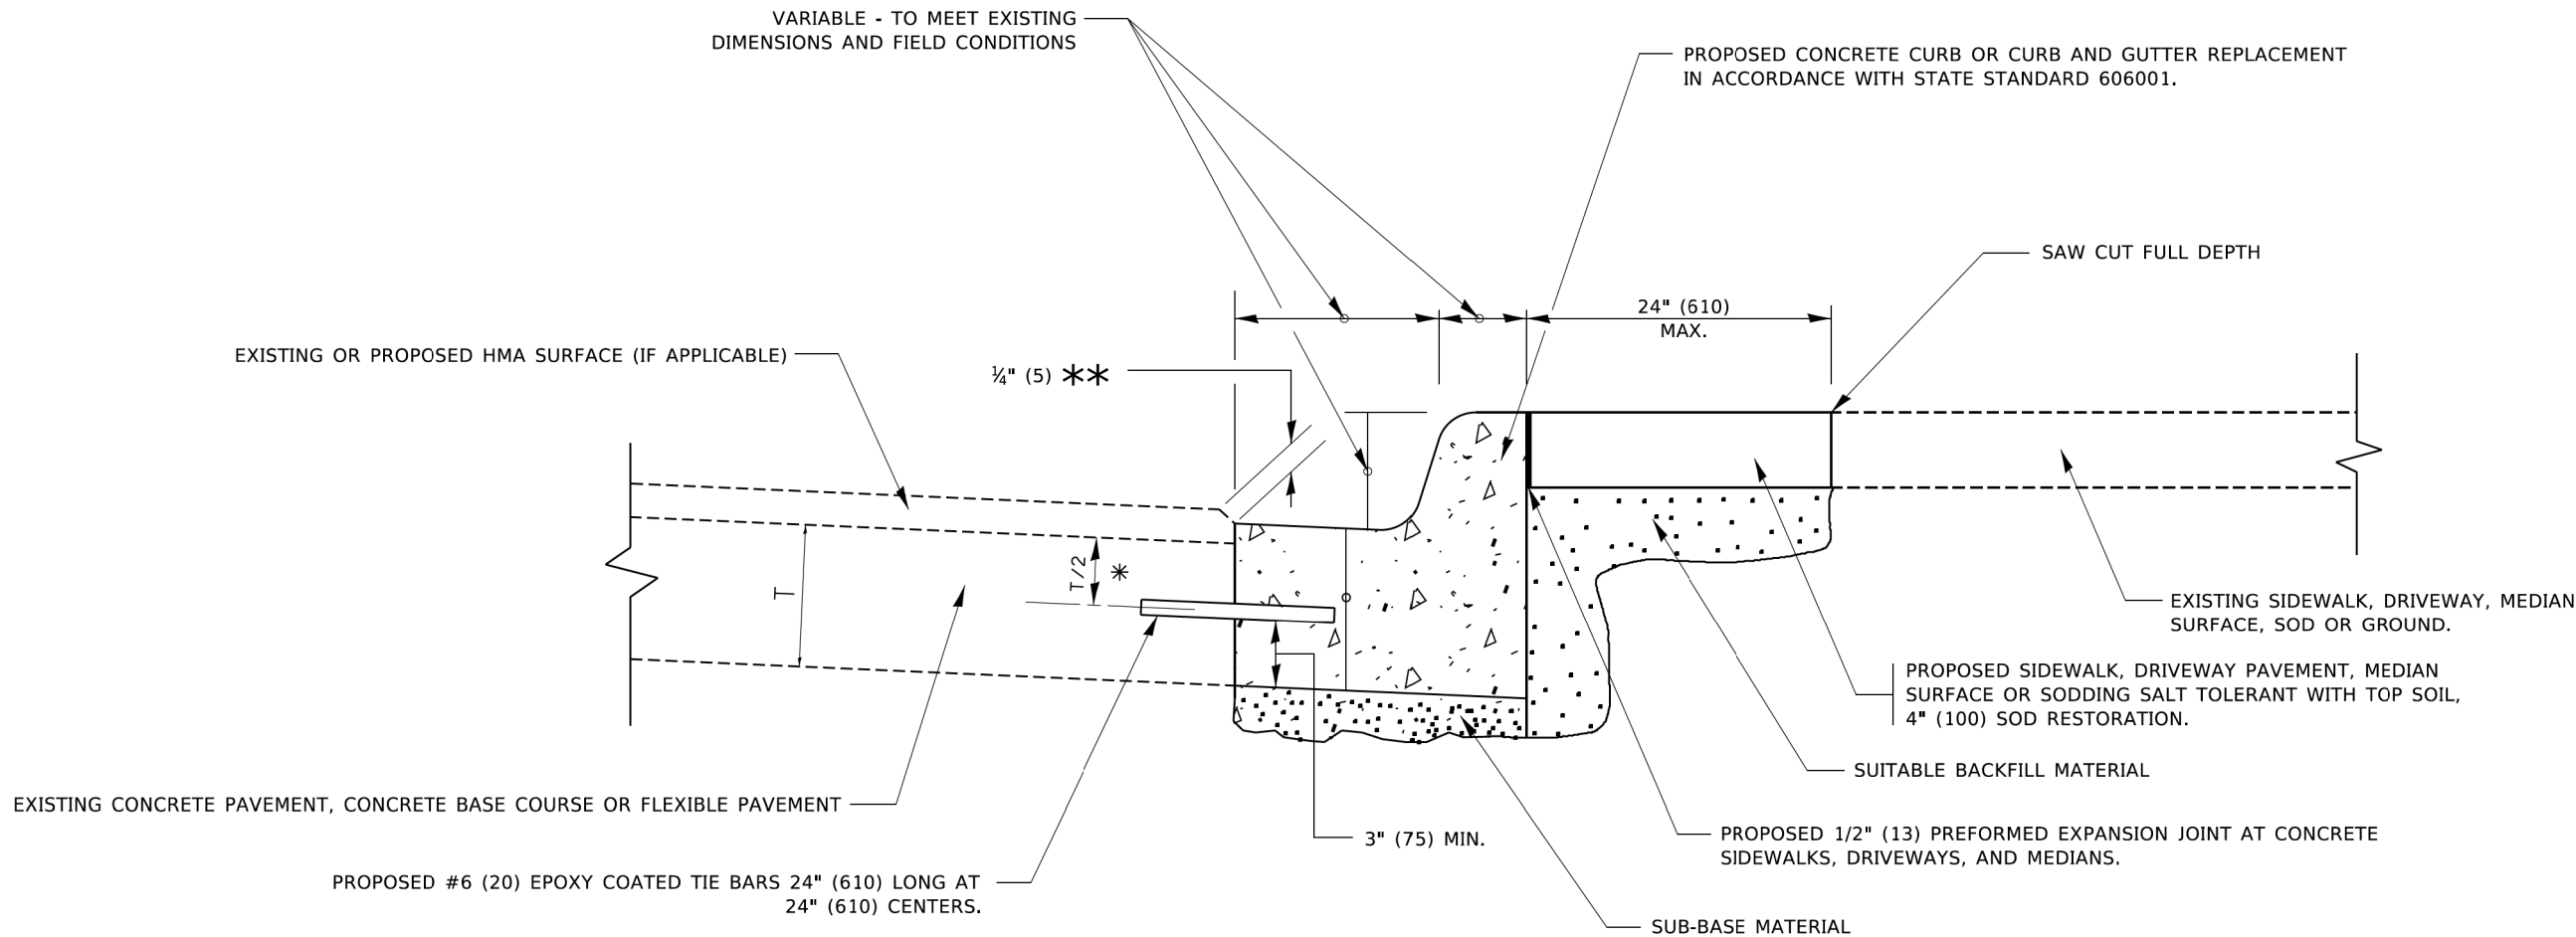 VARIABLE - TO MEET EXISTING
DIMENSIONS AND FIELD CONDITIONS
PROPOSED CONCRETE CURB OR CURB AND GUTTER REPLACEMENT
IN ACCORDANCE WITH STATE STANDARD 606001.
SAW CUT FULL DEPTH
24" (610)
MAX.
EXISTING OR PROPOSED HMA SURFACE (IF APPLICABLE)
¼" (5) **
T
T/2
*
EXISTING SIDEWALK, DRIVEWAY, MEDIAN
SURFACE, SOD OR GROUND.
PROPOSED SIDEWALK, DRIVEWAY PAVEMENT, MEDIAN
SURFACE OR SODDING SALT TOLERANT WITH TOP SOIL,
4" (100) SOD RESTORATION.
SUITABLE BACKFILL MATERIAL
EXISTING CONCRETE PAVEMENT, CONCRETE BASE COURSE OR FLEXIBLE PAVEMENT
3" (75) MIN.
PROPOSED 1/2" (13) PREFORMED EXPANSION JOINT AT CONCRETE
SIDEWALKS, DRIVEWAYS, AND MEDIANS.
PROPOSED #6 (20) EPOXY COATED TIE BARS 24" (610) LONG AT
24" (610) CENTERS.
SUB-BASE MATERIAL